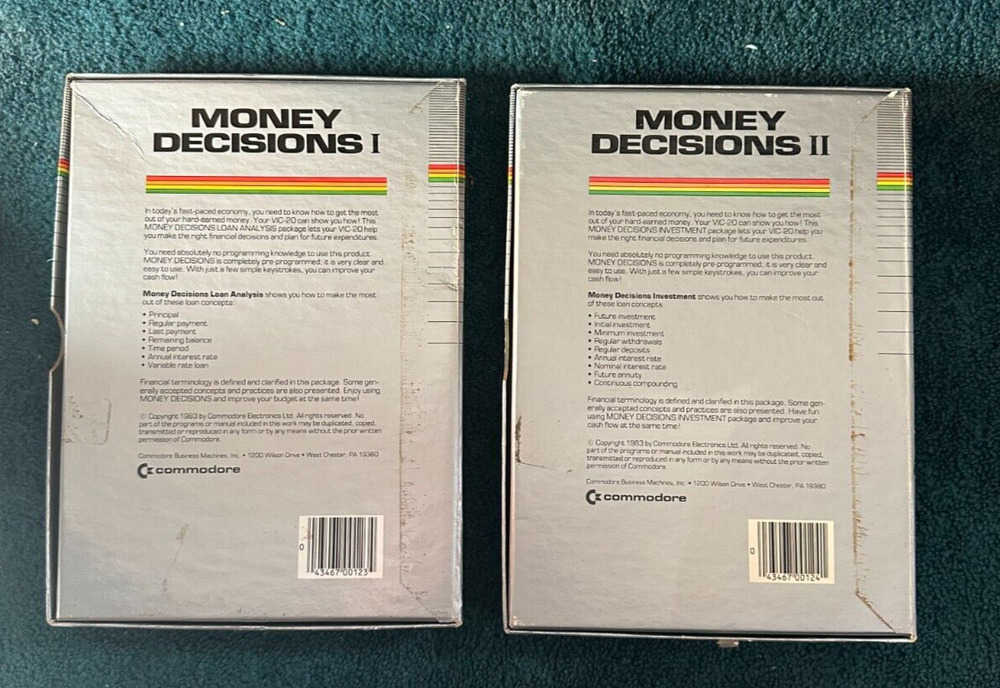 MONEY
DECISIONS I
In today's fast-paced economy, you need to know how to get the most
out of your hard-earned money. Your VIC-20 can show you how! This
MONEY DECISIONS LOAN ANALYSIS package lets your VIC-20 help
you make the right financial decisions and plan for future expenditures.
You need absolutely no programming knowledge to use this product.
MONEY DECISIONS is completely pre-programmed; it is very clear and
easy to use. With just a few simple keystrokes, you can improve your
cash flow!
Money Decisions Loan Analysis shows you how to make the most
out of these loan concepts:
• Principal
• Regular payment
• Last payment
• Remaining balance
• Time period
• Annual interest rate
• Variable rate loan
Financial terminology is defined and clarified in this package. Some gen-
erally accepted concepts and practices are also presented. Enjoy using
MONEY DECISIONS and improve your budget at the same time!
© Copyright 1983 by Commodore Electronics Ltd. All rights reserved. No
part of the programs or manual included in this work may be duplicated, copied,
transmitted or reproduced in any form or by any means without the prior written
permission of Commodore.
Commodore Business Machines, Inc. • 1200 Wilson Drive • West Chester, PA 19380
commodore
0
43467 00123
MONEY
DECISIONS II
In today's fast-paced economy, you need to know how to get the most
out of your hard-earned money. Your VIC-20 can show you how! This
MONEY DECISIONS INVESTMENT package lets your VIC-20 help you
make the right financial decisions and plan for future expenditures.
You need absolutely no programming knowledge to use this product.
MONEY DECISIONS is completely pre-programmed; it is very clear and
easy to use. With just a few simple keystrokes, you can improve your
cash flow!
Money Decisions Investment shows you how to make the most out
of these loan concepts:
• Future investment
• Initial investment
• Minimum investment
• Regular withdrawals
• Regular deposits
• Annual interest rate
• Nominal interest rate
• Future annuity
• Continuous compounding
Financial terminology is defined and clarified in this package. Some gen-
erally accepted concepts and practices are also presented. Have fun
using MONEY DECISIONS INVESTMENT package and improve your
cash flow at the same time!
© Copyright 1983 by Commodore Electronics Ltd. All rights reserved. No
part of the programs or manual included in this work may be duplicated, copied,
transmitted or reproduced in any form or by any means without the prior written
permission of Commodore.
Commodore Business Machines, Inc. • 1200 Wilson Drive • West Chester, PA 19380
commodore
0
43467 00124